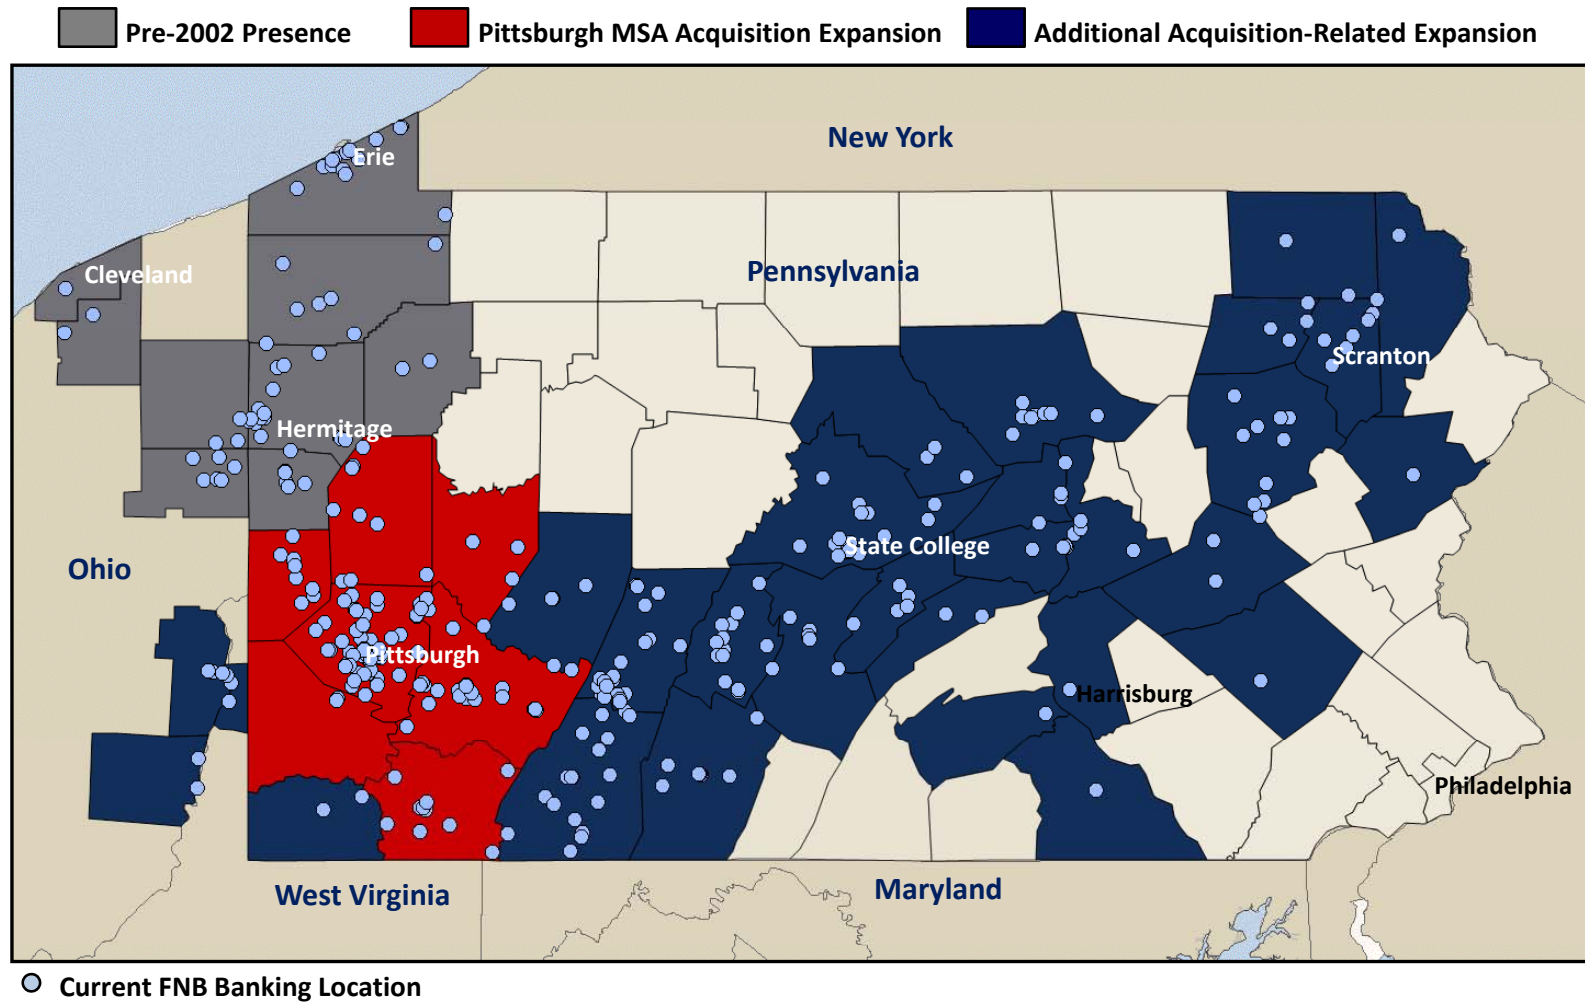 Pre-2002 Presence
Pittsburgh MSA Acquisition Expansion
Additional Acquisition-Related Expansion
New York
Erie
Cleveland
Pennsylvania
Scranton
Hermitage
State College
Ohio
Pittsburgh
Harrisburg
Philadelphia
West Virginia
Maryland
Current FNB Banking Location